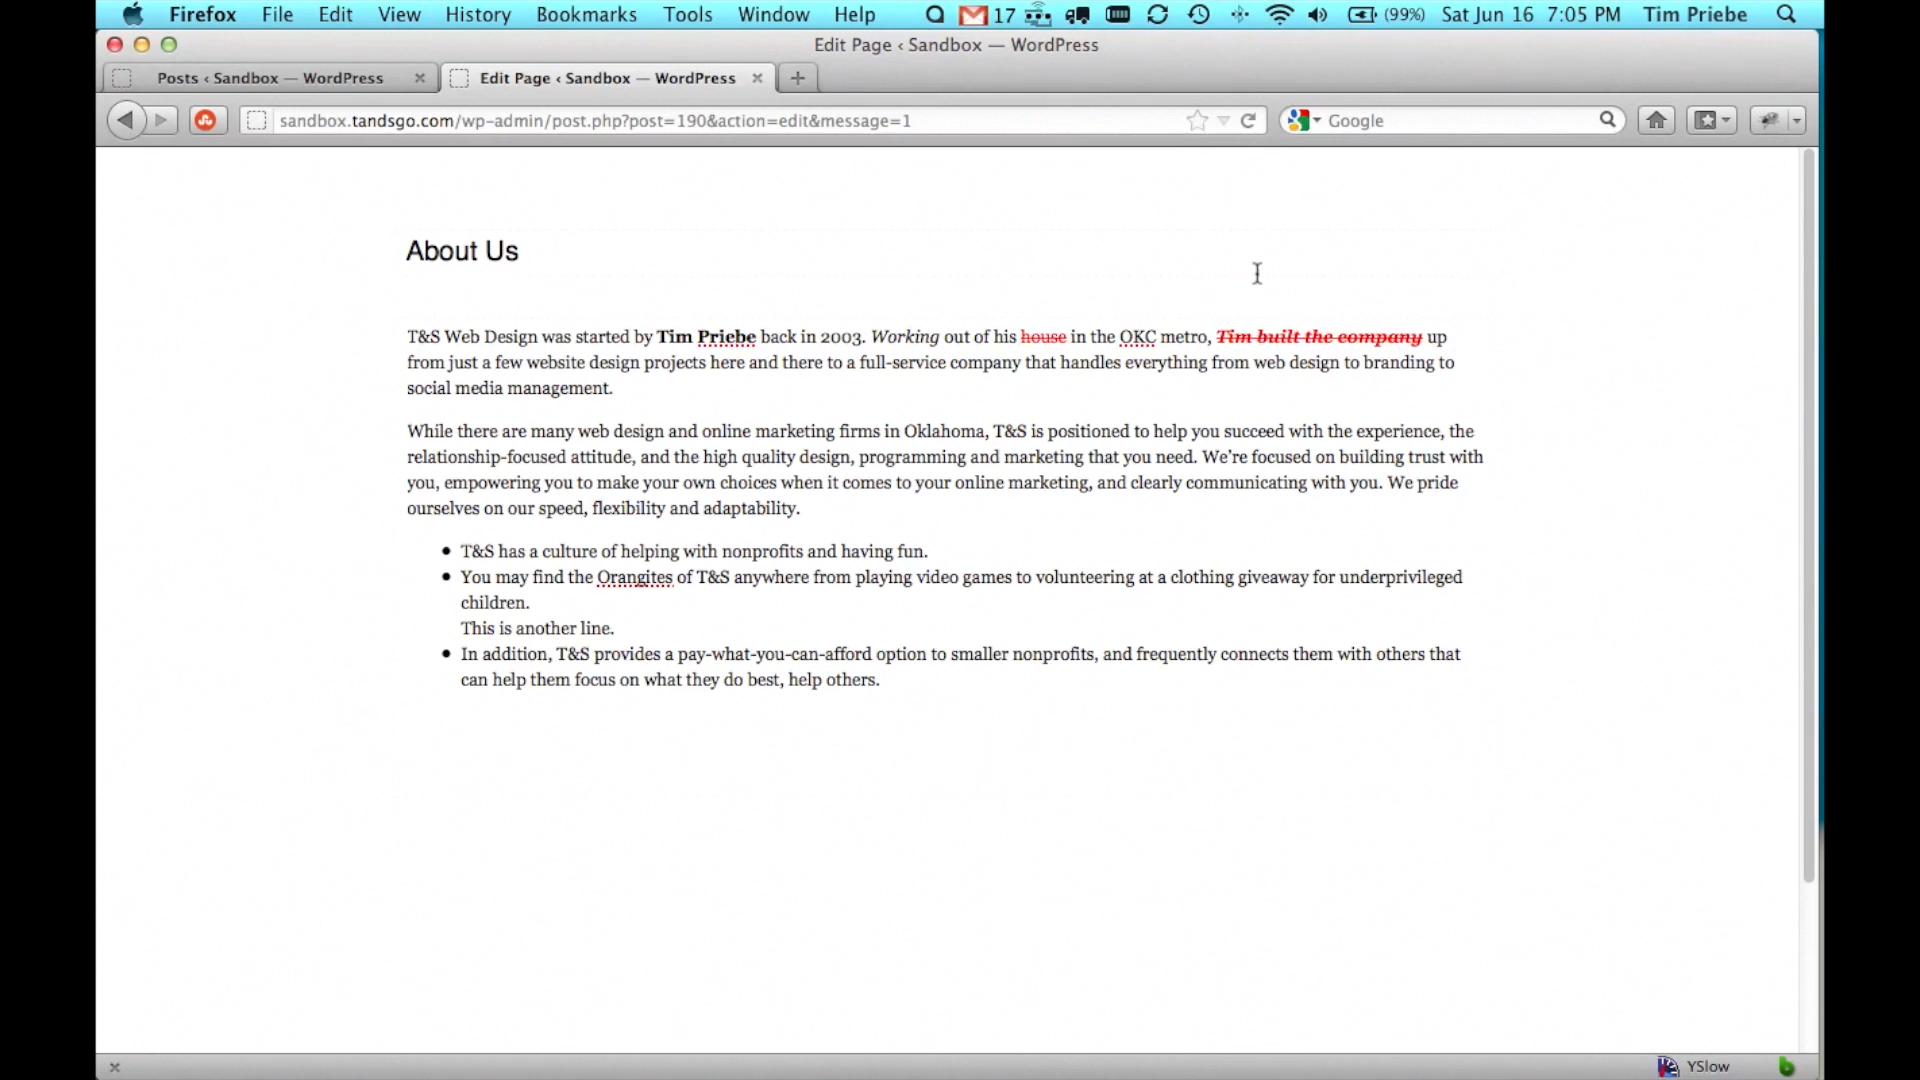 Firefox File Edit View History Bookmarks Tools Window Help 17 (99%) Sat Jun 16 7:05 PM Tim Priebe
Edit Page ‹ Sandbox — WordPress
Posts ‹ Sandbox — WordPress Edit Page ‹ Sandbox — WordPress
sandbox.tandsgo.com/wp-admin/post.php?post=190&action=edit&message=1 Google
About Us
T&S Web Design was started by Tim Priebe back in 2003. Working out of his house in the OKC metro, Tim built the company up
from just a few website design projects here and there to a full-service company that handles everything from web design to branding to
social media management.
While there are many web design and online marketing firms in Oklahoma, T&S is positioned to help you succeed with the experience, the
relationship-focused attitude, and the high quality design, programming and marketing that you need. We're focused on building trust with
you, empowering you to make your own choices when it comes to your online marketing, and clearly communicating with you. We pride
ourselves on our speed, flexibility and adaptability.
• T&S has a culture of helping with nonprofits and having fun.
• You may find the Orangites of T&S anywhere from playing video games to volunteering at a clothing giveaway for underprivileged
children.
This is another line.
• In addition, T&S provides a pay-what-you-can-afford option to smaller nonprofits, and frequently connects them with others that
can help them focus on what they do best, help others.
YSlow